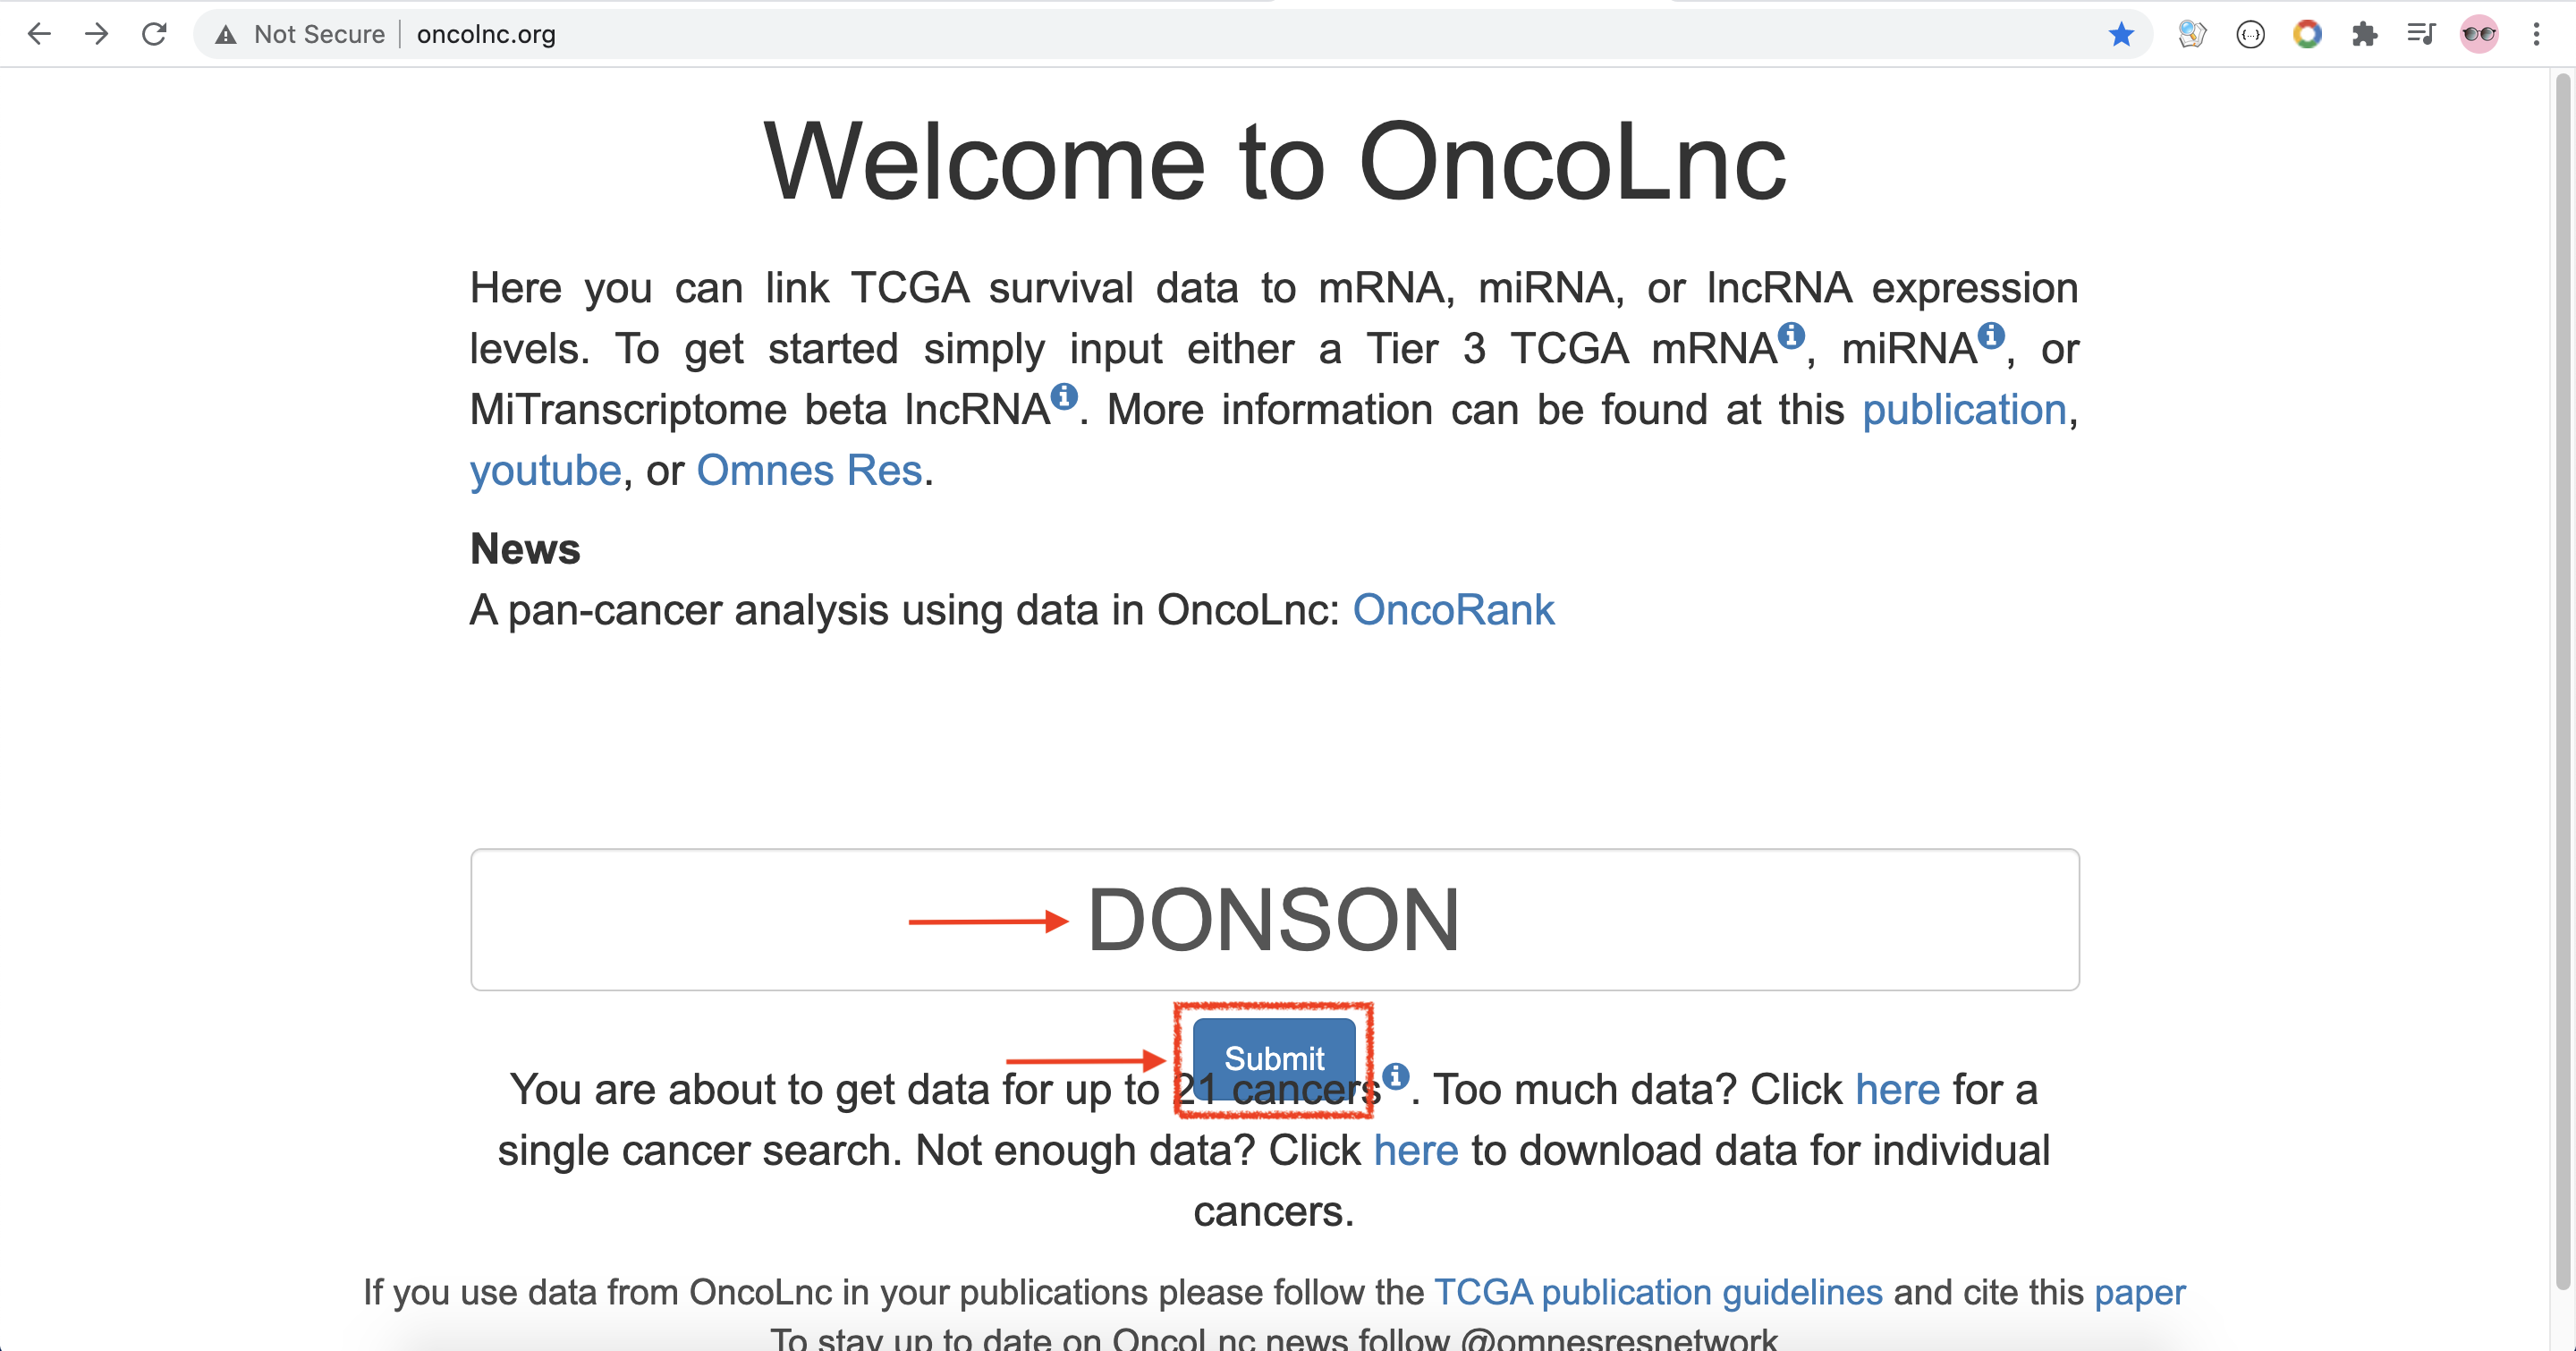 Not Secure | oncolnc.org
Welcome to OncoLnc
Here you can link TCGA survival data to mRNA, miRNA, or lncRNA expression
levels. To get started simply input either a Tier 3 TCGA mRNA, miRNA, or
MiTranscriptome beta lncRNA. More information can be found at this publication,
youtube, or Omnes Res.
News
A pan-cancer analysis using data in OncoLnc: OncoRank
DONSON
Submit
You are about to get data for up to 21 cancers. Too much data? Click here for a
single cancer search. Not enough data? Click here to download data for individual
cancers.
If you use data from OncoLnc in your publications please follow the TCGA publication guidelines and cite this paper
To stay up to date on OncoLnc news follow @omnesresnetwork